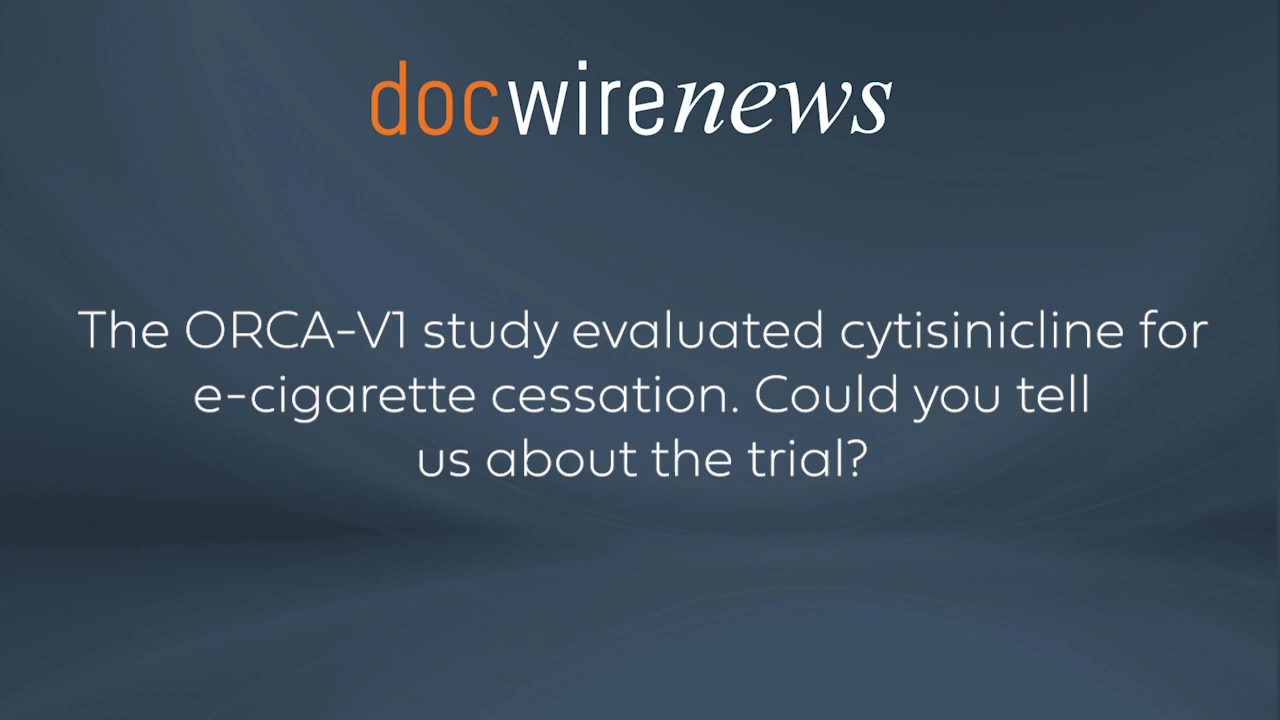 docwirenews
The ORCA-V1 study evaluated cytisinicline for
e-cigarette cessation. Could you tell
us about the trial?